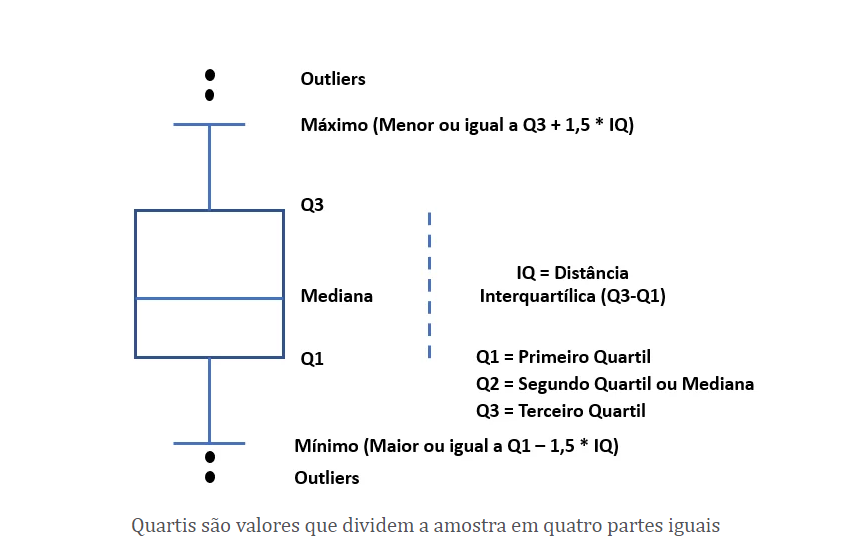 Outliers
Máximo (Menor ou igual a Q3 + 1,5 * IQ)
Q3
IQ = Distância
Interquartílica (Q3-Q1)
Mediana
Q1
Q1 = Primeiro Quartil
Q2 = Segundo Quartil ou Mediana
Q3 = Terceiro Quartil
Mínimo (Maior ou igual a Q1 – 1,5 * IQ)
Outliers
Quartis são valores que dividem a amostra em quatro partes iguais